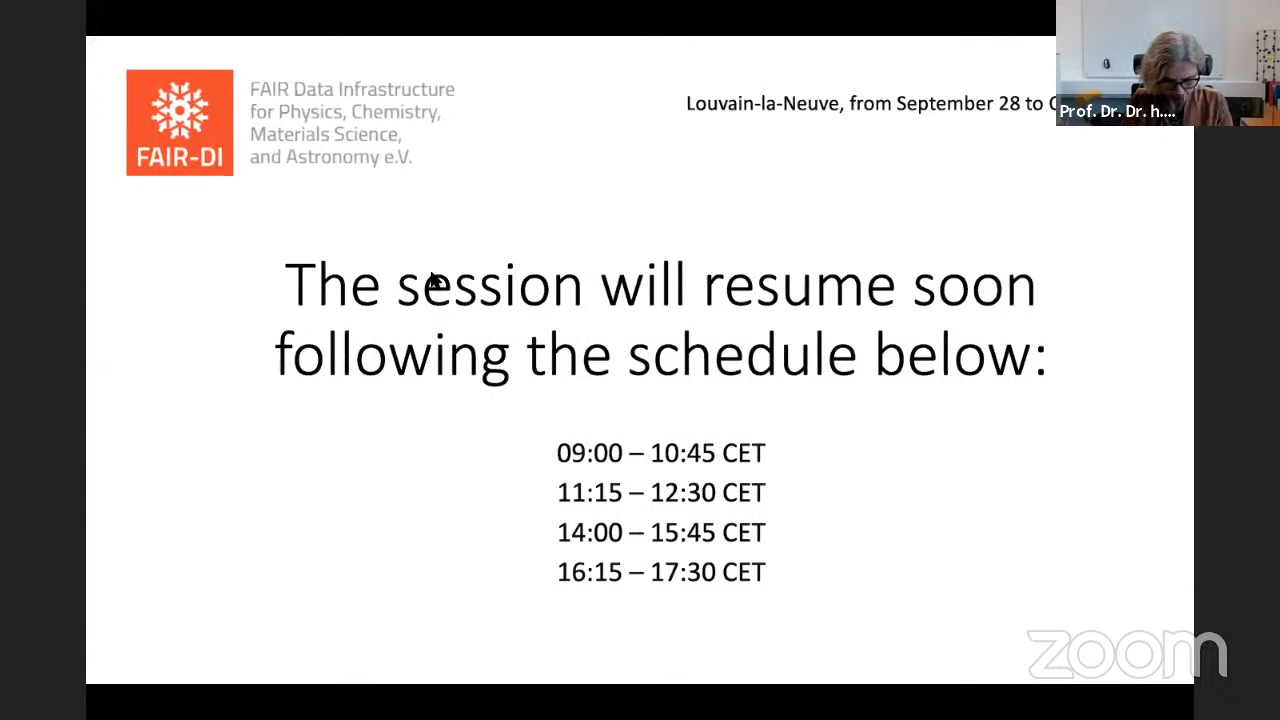 FAIR-DI
FAIR Data Infrastructure
for Physics, Chemistry,
Materials Science,
and Astronomy e.V.
Louvain-la-Neuve, from September 28 to
Prof. Dr. Dr. h....
The session will resume soon
following the schedule below:
09:00 – 10:45 CET
11:15 – 12:30 CET
14:00 – 15:45 CET
16:15 – 17:30 CET
zoom